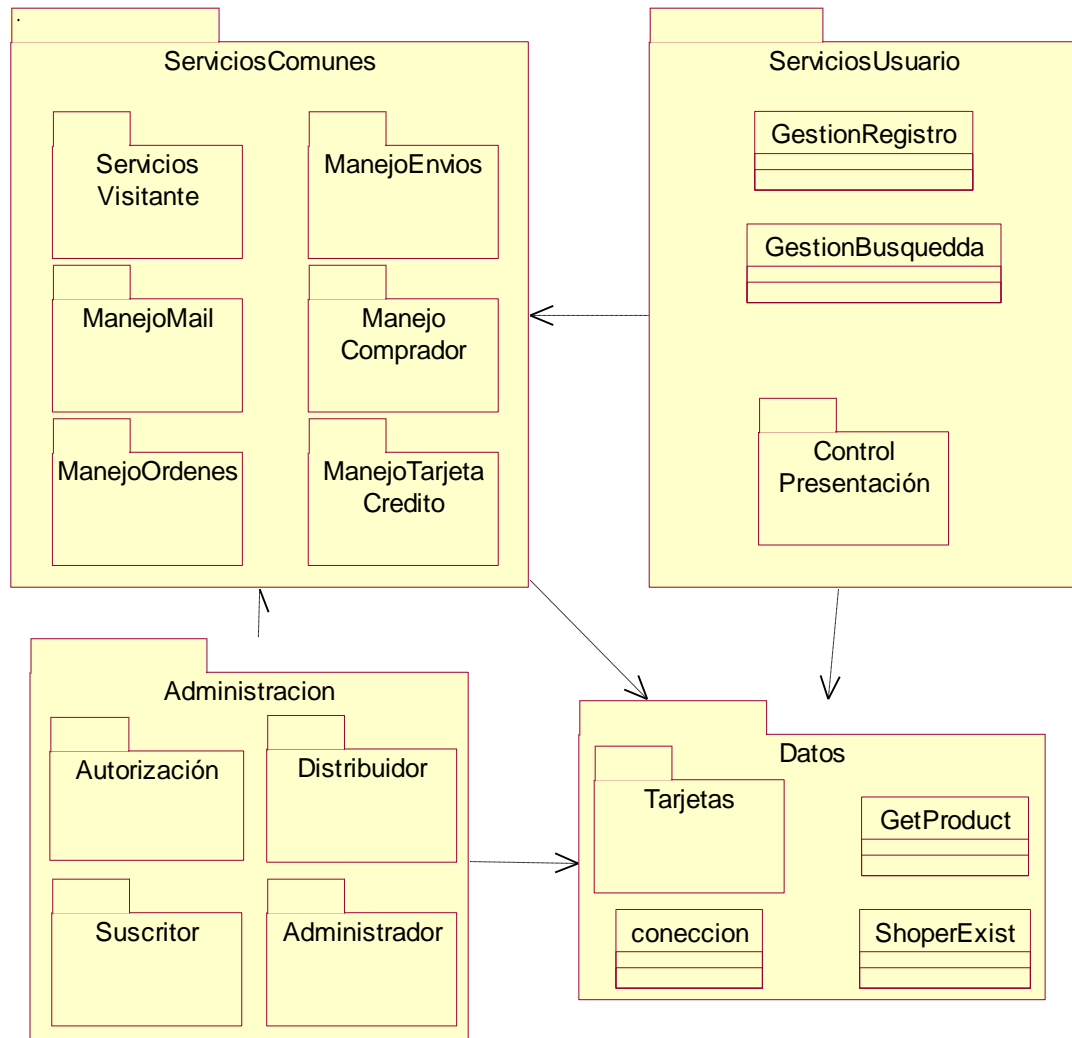 .
ServiciosComunes
Servicios
Visitante
ManejoEnvios
ManejoMail
Manejo
Comprador
ManejoOrdenes
ManejoTarjeta
Credito
ServiciosUsuario
GestionRegistro
GestionBusquedda
Control
Presentación
Administracion
Autorización
Distribuidor
Suscritor
Administrador
Datos
Tarjetas
GetProduct
coneccion
ShoperExist